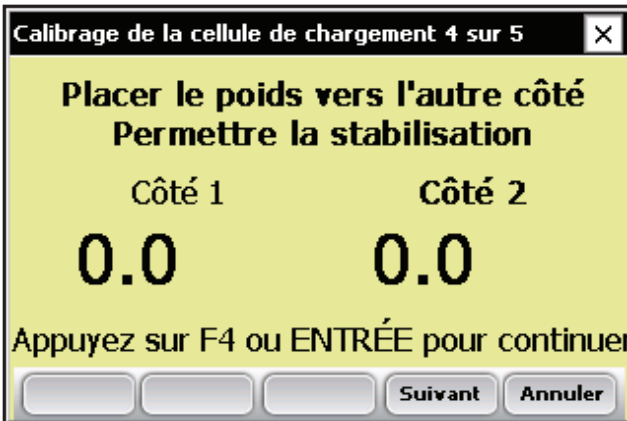 Calibrage de la cellule de chargement 4 sur 5
Placer le poids vers l'autre côté
Permettre la stabilisation
Côté 1 Côté 2
0.0 0.0
Appuyez sur F4 ou ENTRÉE pour continuer
Suivant Annuler